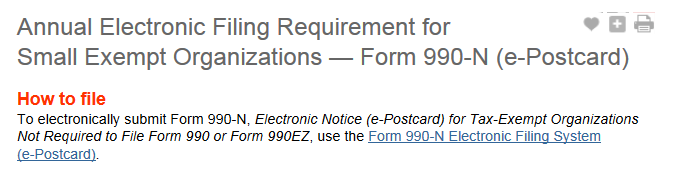 Annual Electronic Filing Requirement for
Small Exempt Organizations — Form 990-N (e-Postcard)
How to file
To electronically submit Form 990-N, Electronic Notice (e-Postcard) for Tax-Exempt Organizations
Not Required to File Form 990 or Form 990EZ, use the Form 990-N Electronic Filing System
(e-Postcard).